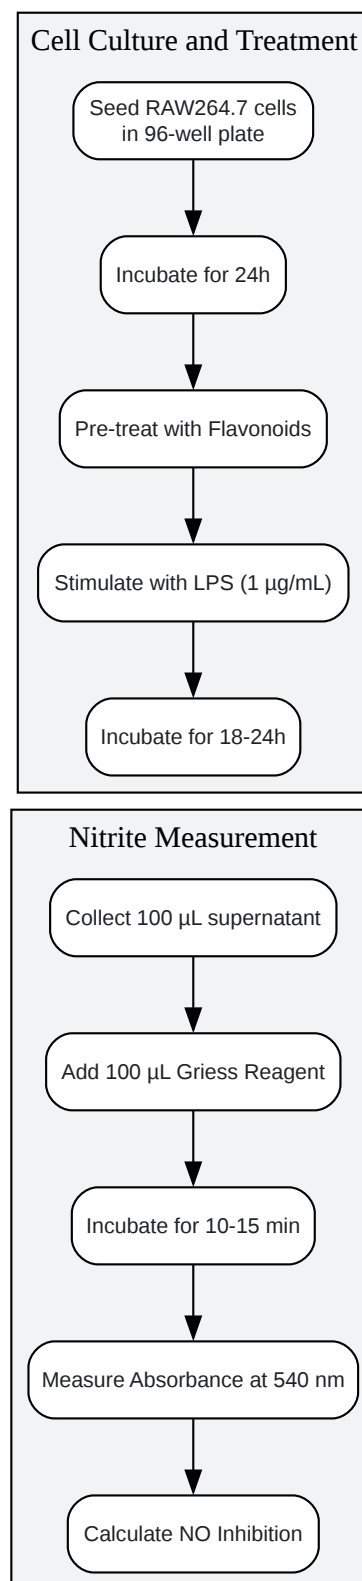 Cell Culture and Treatment
Seed RAW264.7 cells
in 96-well plate
Incubate for 24h
Pre-treat with Flavonoids
Stimulate with LPS (1 µg/mL)
Incubate for 18-24h
Nitrite Measurement
Collect 100 µL supernatant
Add 100 µL Griess Reagent
Incubate for 10-15 min
Measure Absorbance at 540 nm
Calculate NO Inhibition